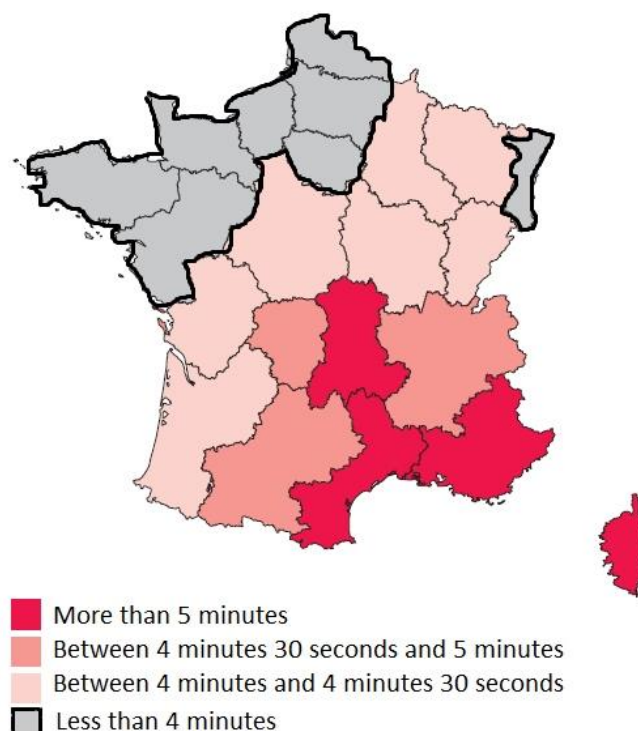 More than 5 minutes
Between 4 minutes 30 seconds and 5 minutes
Between 4 minutes and 4 minutes 30 seconds
Less than 4 minutes